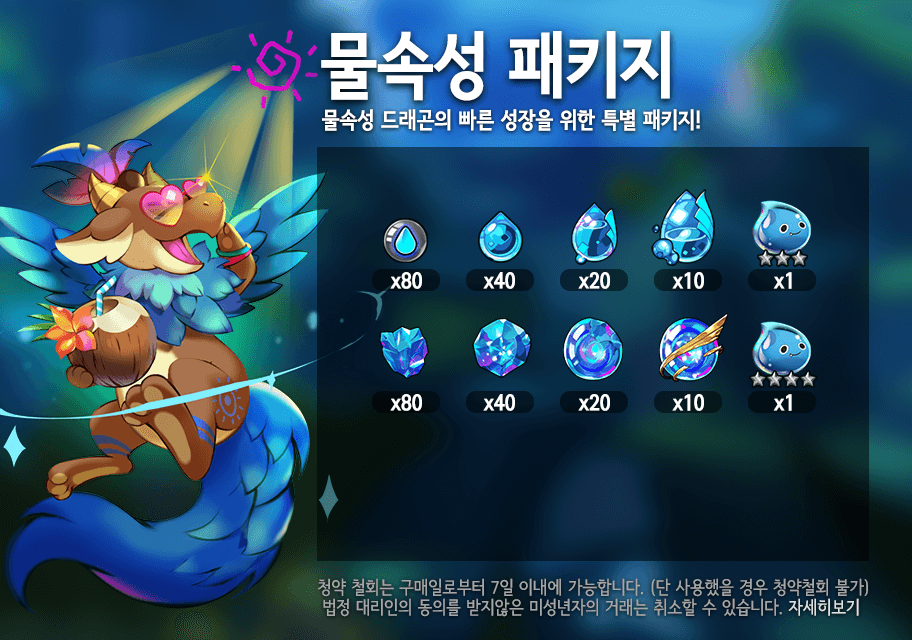 물속성 패키지
물속성 드래곤의 빠른 성장을 위한 특별 패키지!
x80 x40 x20 x10 x1
x80 x40 x20 x10 x1
청약 철회는 구매일로부터 7일 이내에 가능합니다. (단 사용했을 경우 청약철회 불가)
법정 대리인의 동의를 받지않은 미성년자의 거래는 취소할 수 있습니다. 자세히보기